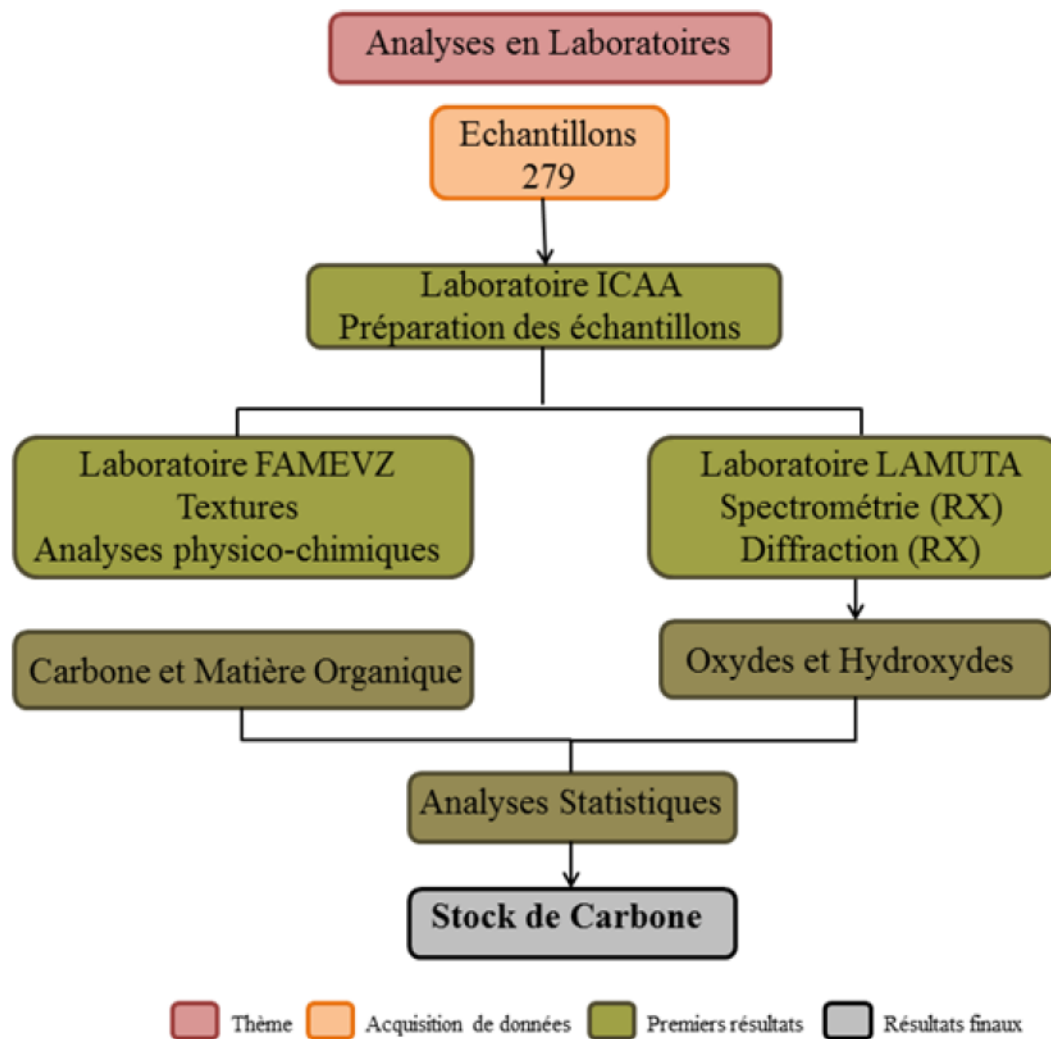 Analyses en Laboratoires
Echantillons
279
Laboratoire ICAA
Préparation des échantillons
Laboratoire FAMEVZ
Textures
Analyses physico-chimiques
Laboratoire LAMUTA
Spectrométrie (RX)
Diffraction (RX)
Carbone et Matière Organique
Oxydes et Hydroxydes
Analyses Statistiques
Stock de Carbone
Thème
Acquisition de données
Premiers résultats
Résultats finaux